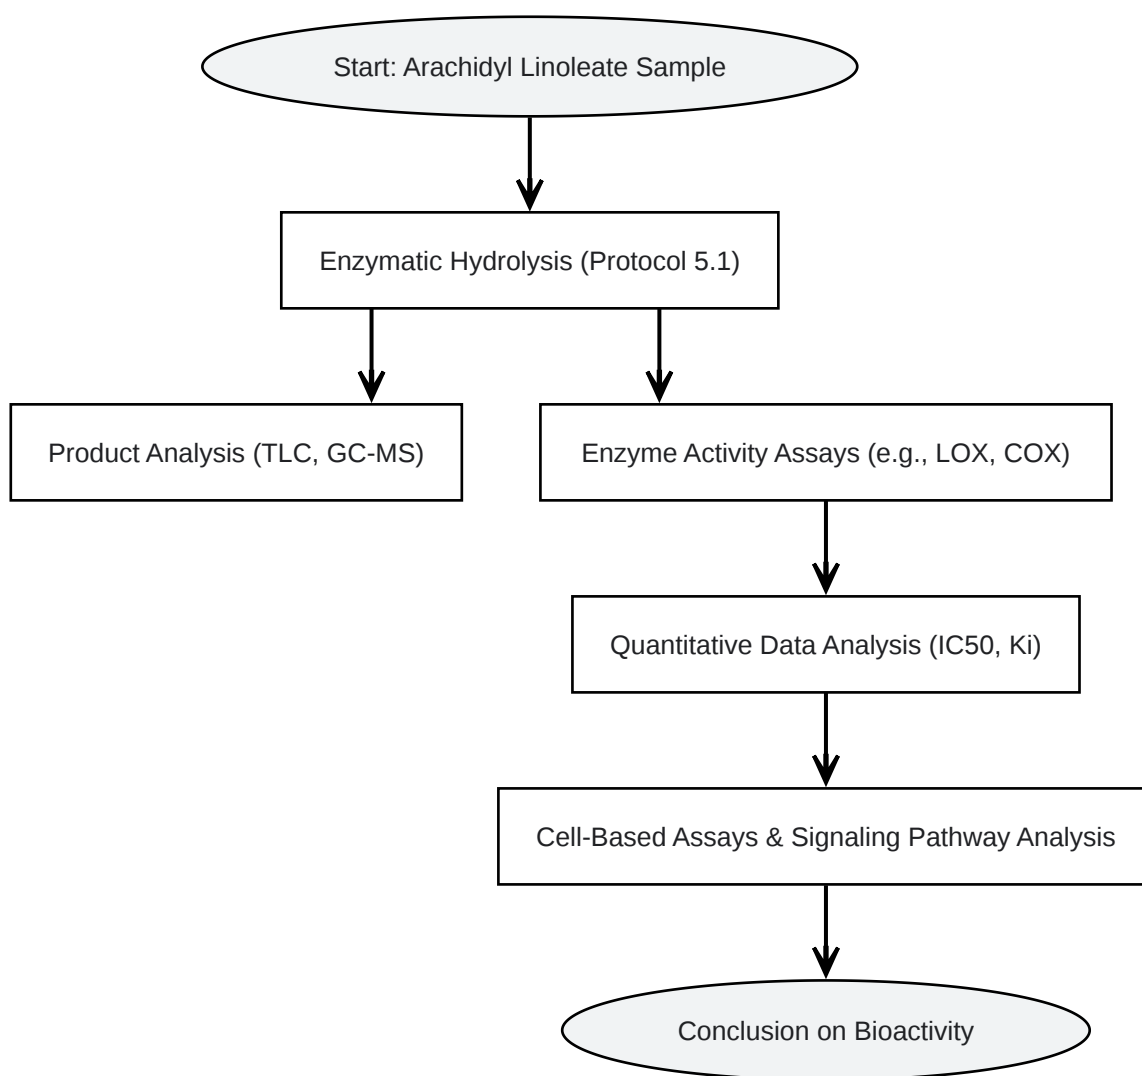 Start: Arachidyl Linoleate Sample
Enzymatic Hydrolysis (Protocol 5.1)
Product Analysis (TLC, GC-MS)
Enzyme Activity Assays (e.g., LOX, COX)
Quantitative Data Analysis (IC50, Ki)
Cell-Based Assays & Signaling Pathway Analysis
Conclusion on Bioactivity